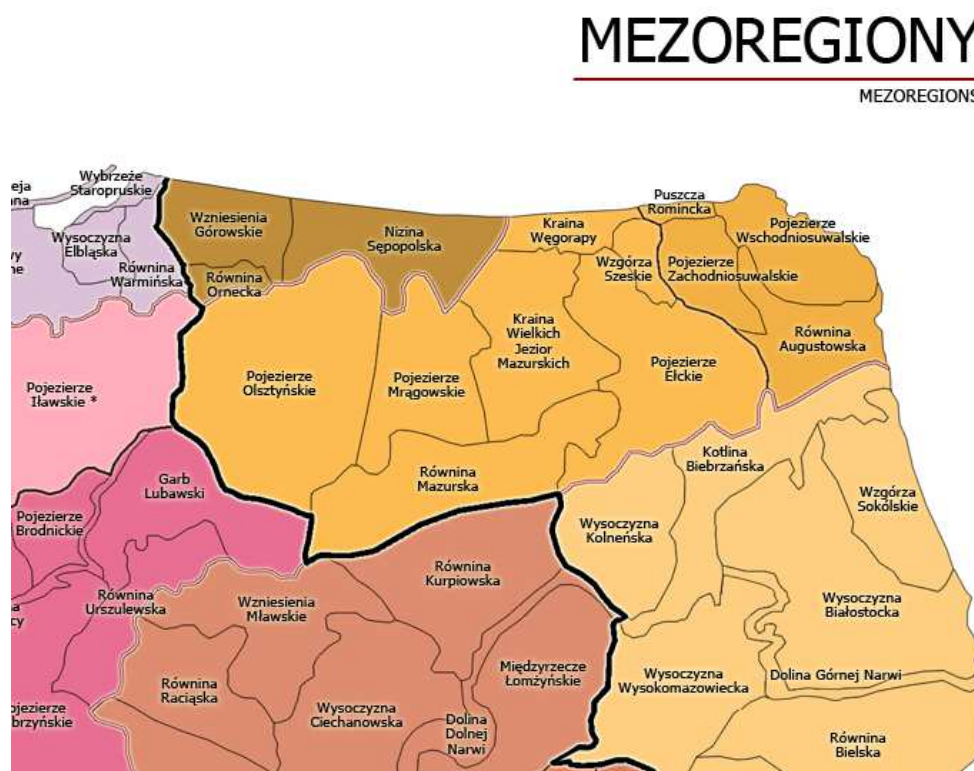 MEZOREGIONY
MEZOREGIONS
Wybrzeże
Staropruskie
Wysoczyzna
Elbląska
Równina
Warmińska
Wzniesienia
Górowskie
Równina
Ornecka
Nizina
Sępopolska
Kraina
Węgorapy
Puszcza
Romincka
Pojezierze
Wschodniosuwalskie
Wzgórza
Szeskie
Pojezierze
Zachodniosuwalskie
Równina
Augustowska
Kraina
Wielkich
Jezior
Mazurskich
Pojezierze
Iławskie *
Pojezierze
Olsztyńskie
Pojezierze
Mrągowskie
Pojezierze
Ełckie
Kotlina
Biebrzańska
Równina
Mazurska
Garb
Lubawski
Wzgórza
Sokólskie
Pojezierze
Brodnickie
Wysoczyzna
Kolneńska
Równina
Kurpiowska
Równina
Urszulewska
Wzniesienia
Mławskie
Wysoczyzna
Białostocka
Międzyrzecze
Łomżyńskie
Wysoczyzna
Wysokomazowiecka
Dolina Górnej Narwi
Równina
Raciąska
Wysoczyzna
Ciechanowska
Dolina
Dolnej
Narwi
Równina
Bielska